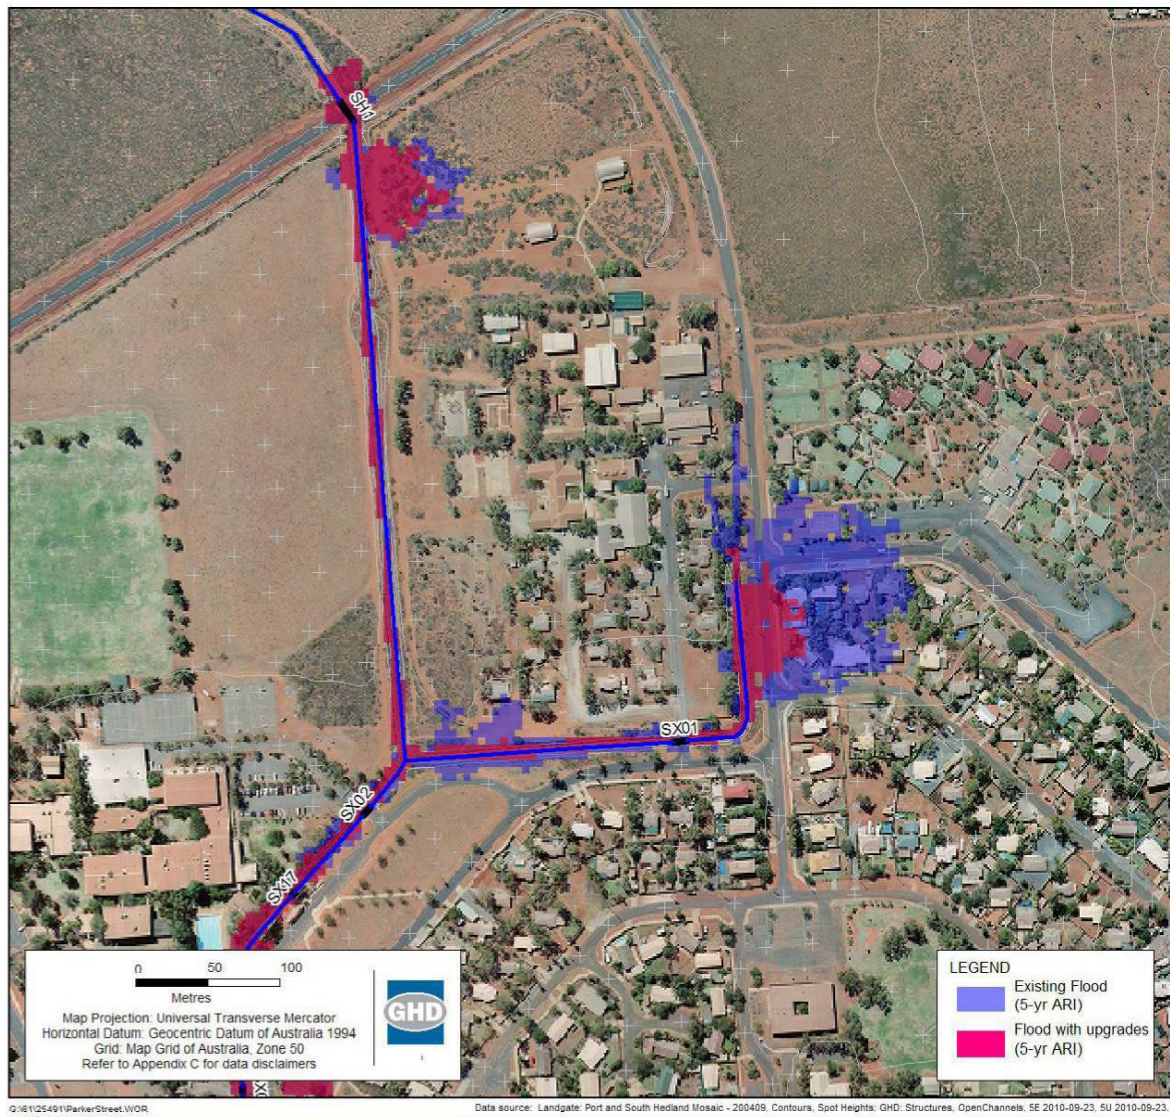 SH1
SX01
SX02
SX17
0 50 100
Metres
Map Projection: Universal Transverse Mercator
Horizontal Datum: Geocentric Datum of Australia 1994
Grid: Map Grid of Australia, Zone 50
Refer to Appendix C for data disclaimers
GHD
LEGEND
Existing Flood
(5-yr ARI)
Flood with upgrades
(5-yr ARI)
G:\61\25491\ParkerStreet.WOR
Data source: Landgate: Port and South Hedland Mosaic - 200409, Contours, Spot Heights; GHD: Structures, OpenChannels, 5E 2010-09-23, 5U 2010-09-23